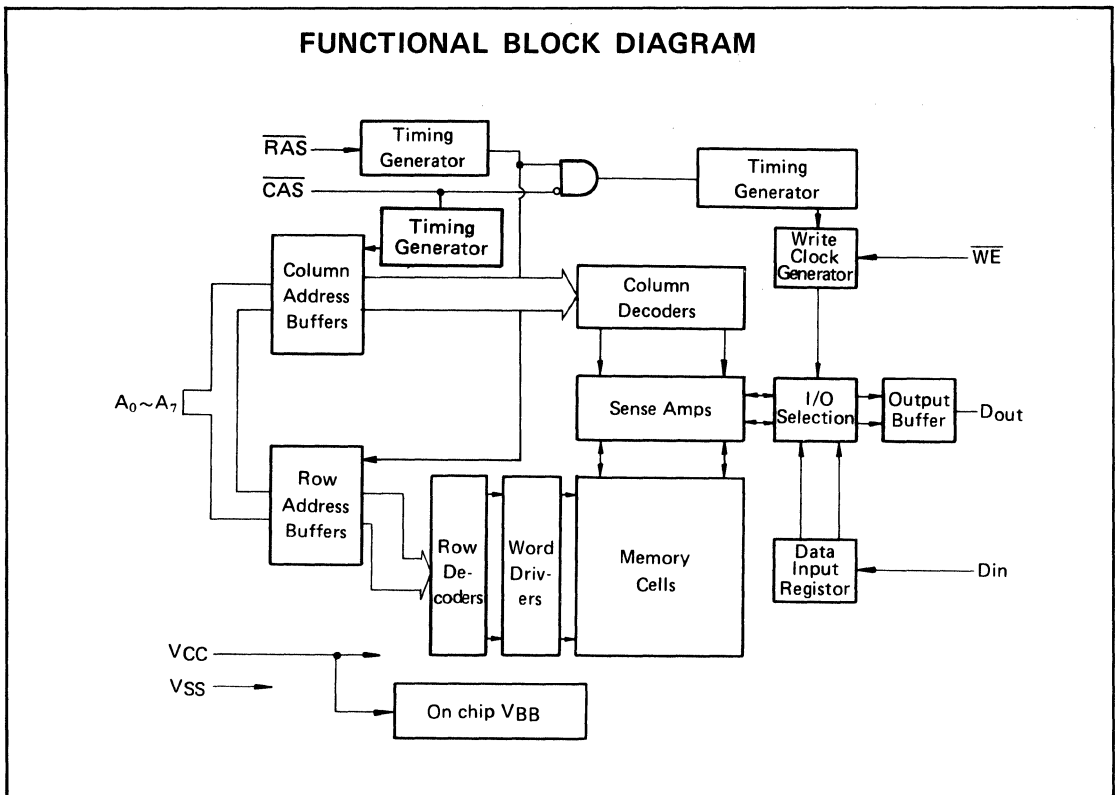 FUNCTIONAL BLOCK DIAGRAM
RAS
Timing
Generator
CAS
Timing
Generator
Timing
Generator
Write
Clock
Generator
WE
Column
Address
Buffers
Column
Decoders
A0~A7
Sense Amps
I/O
Selection
Output
Buffer
Dout
Row
Address
Buffers
Row
De-
coders
Word
Driv-
ers
Memory
Cells
Data
Input
Registor
Din
VCC
VSS
On chip VBB